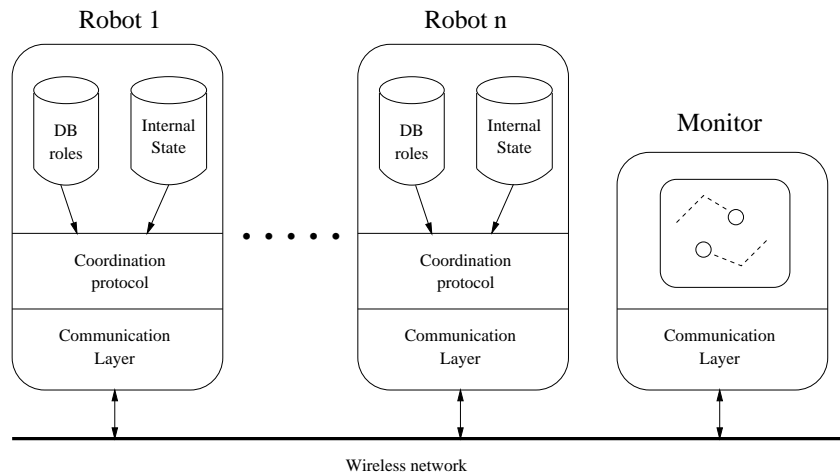 Robot 1
Robot n
Monitor
DB
roles
Internal
State
DB
roles
Internal
State
Coordination
protocol
Coordination
protocol
Communication
Layer
Communication
Layer
Communication
Layer
Wireless network